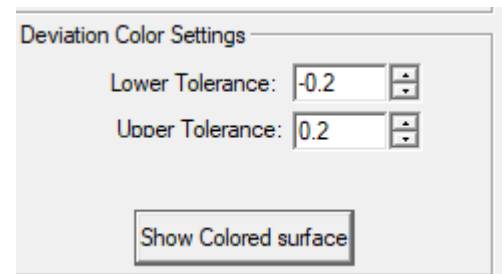 Deviation Color Settings
Lower Tolerance: -0.2
Upper Tolerance: 0.2
Show Colored surface